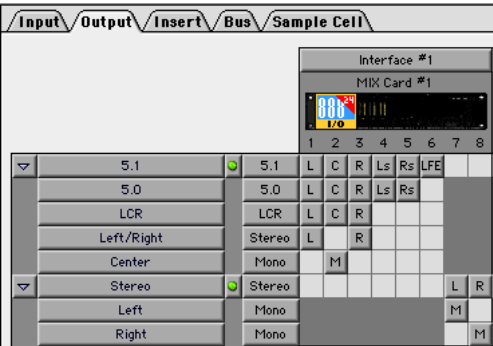 Input Output Insert Bus Sample Cell
Interface #1
MIX Card #1
888 24
I/O
1 2 3 4 5 6 7 8
5.1 5.1 L C R Ls Rs LFE
5.0 5.0 L C R Ls Rs
LCR LCR L C R
Left/Right Stereo L R
Center Mono M
Stereo Stereo L R
Left Mono M
Right Mono M